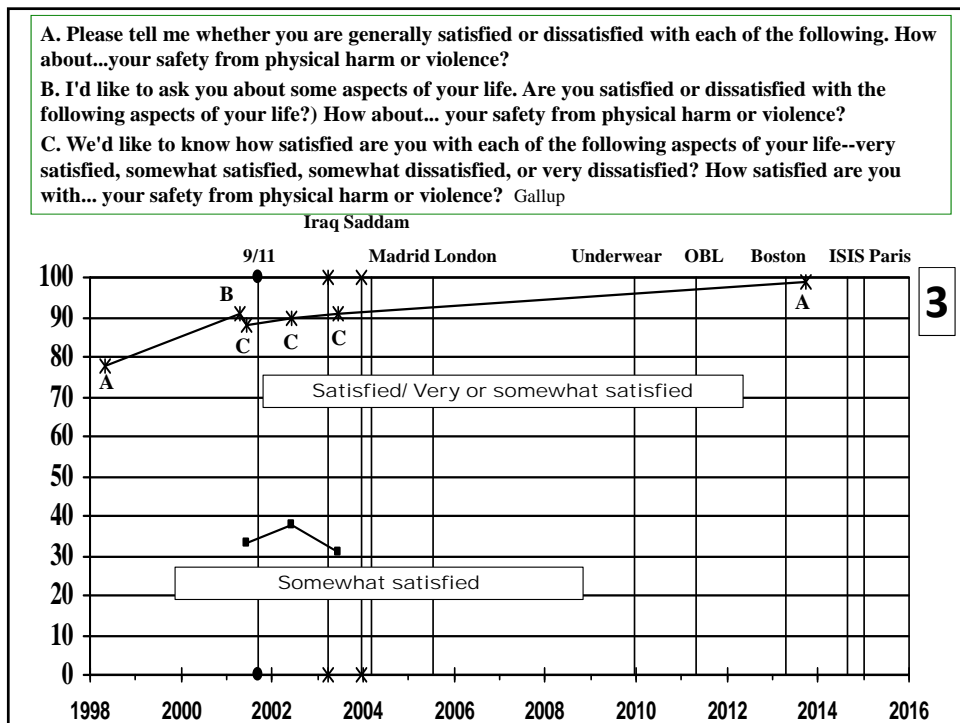 A. Please tell me whether you are generally satisfied or dissatisfied with each of the following. How
about...your safety from physical harm or violence?
B. I'd like to ask you about some aspects of your life. Are you satisfied or dissatisfied with the
following aspects of your life?) How about... your safety from physical harm or violence?
C. We'd like to know how satisfied are you with each of the following aspects of your life--very
satisfied, somewhat satisfied, somewhat dissatisfied, or very dissatisfied? How satisfied are you
with... your safety from physical harm or violence? Gallup
Iraq Saddam
9/11 Madrid London Underwear OBL Boston ISIS Paris
3
100
90
80
70
60
50
40
30
20
10
0
B
C
C
C
A
A
Satisfied/ Very or somewhat satisfied
Somewhat satisfied
1998 2000 2002 2004 2006 2008 2010 2012 2014 2016